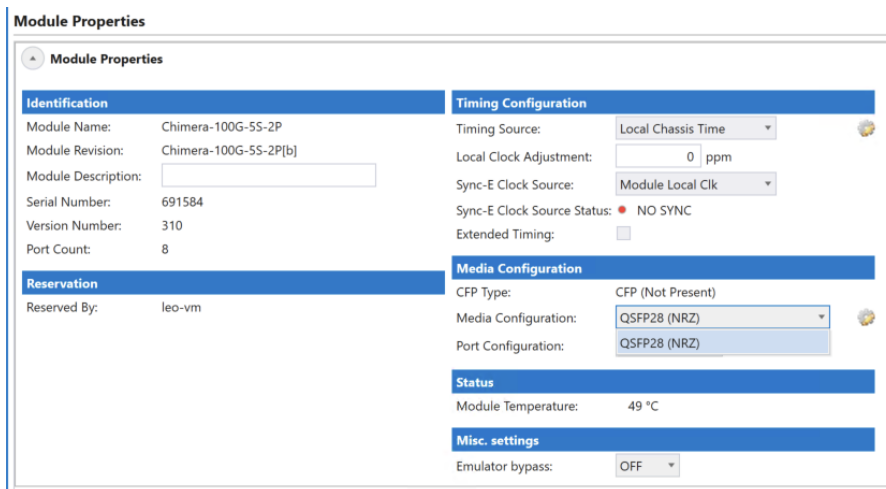 Module Properties
Module Properties
Identification
Module Name: Chimera-100G-5S-2P
Module Revision: Chimera-100G-5S-2P[b]
Module Description:
Serial Number: 691584
Version Number: 310
Port Count: 8
Reservation
Reserved By: leo-vm
Timing Configuration
Timing Source: Local Chassis Time
Local Clock Adjustment: 0 ppm
Sync-E Clock Source: Module Local Clk
Sync-E Clock Source Status: NO SYNC
Extended Timing:
Media Configuration
CFP Type: CFP (Not Present)
Media Configuration: QSFP28 (NRZ)
QSFP28 (NRZ)
Port Configuration:
Status
Module Temperature: 49 °C
Misc. settings
Emulator bypass: OFF